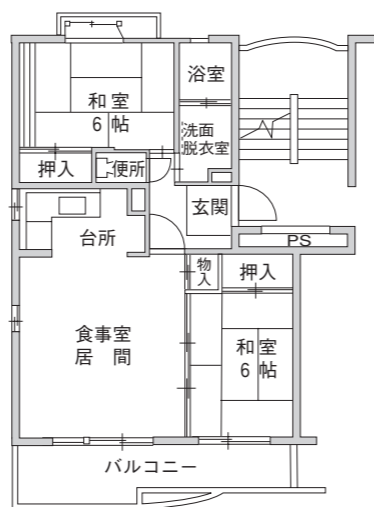 浴室
和室
6帖
洗面
脱衣室
押入
便所
玄関
台所
PS
物入
押入
食事室
居間
和室
6帖
バルコニー